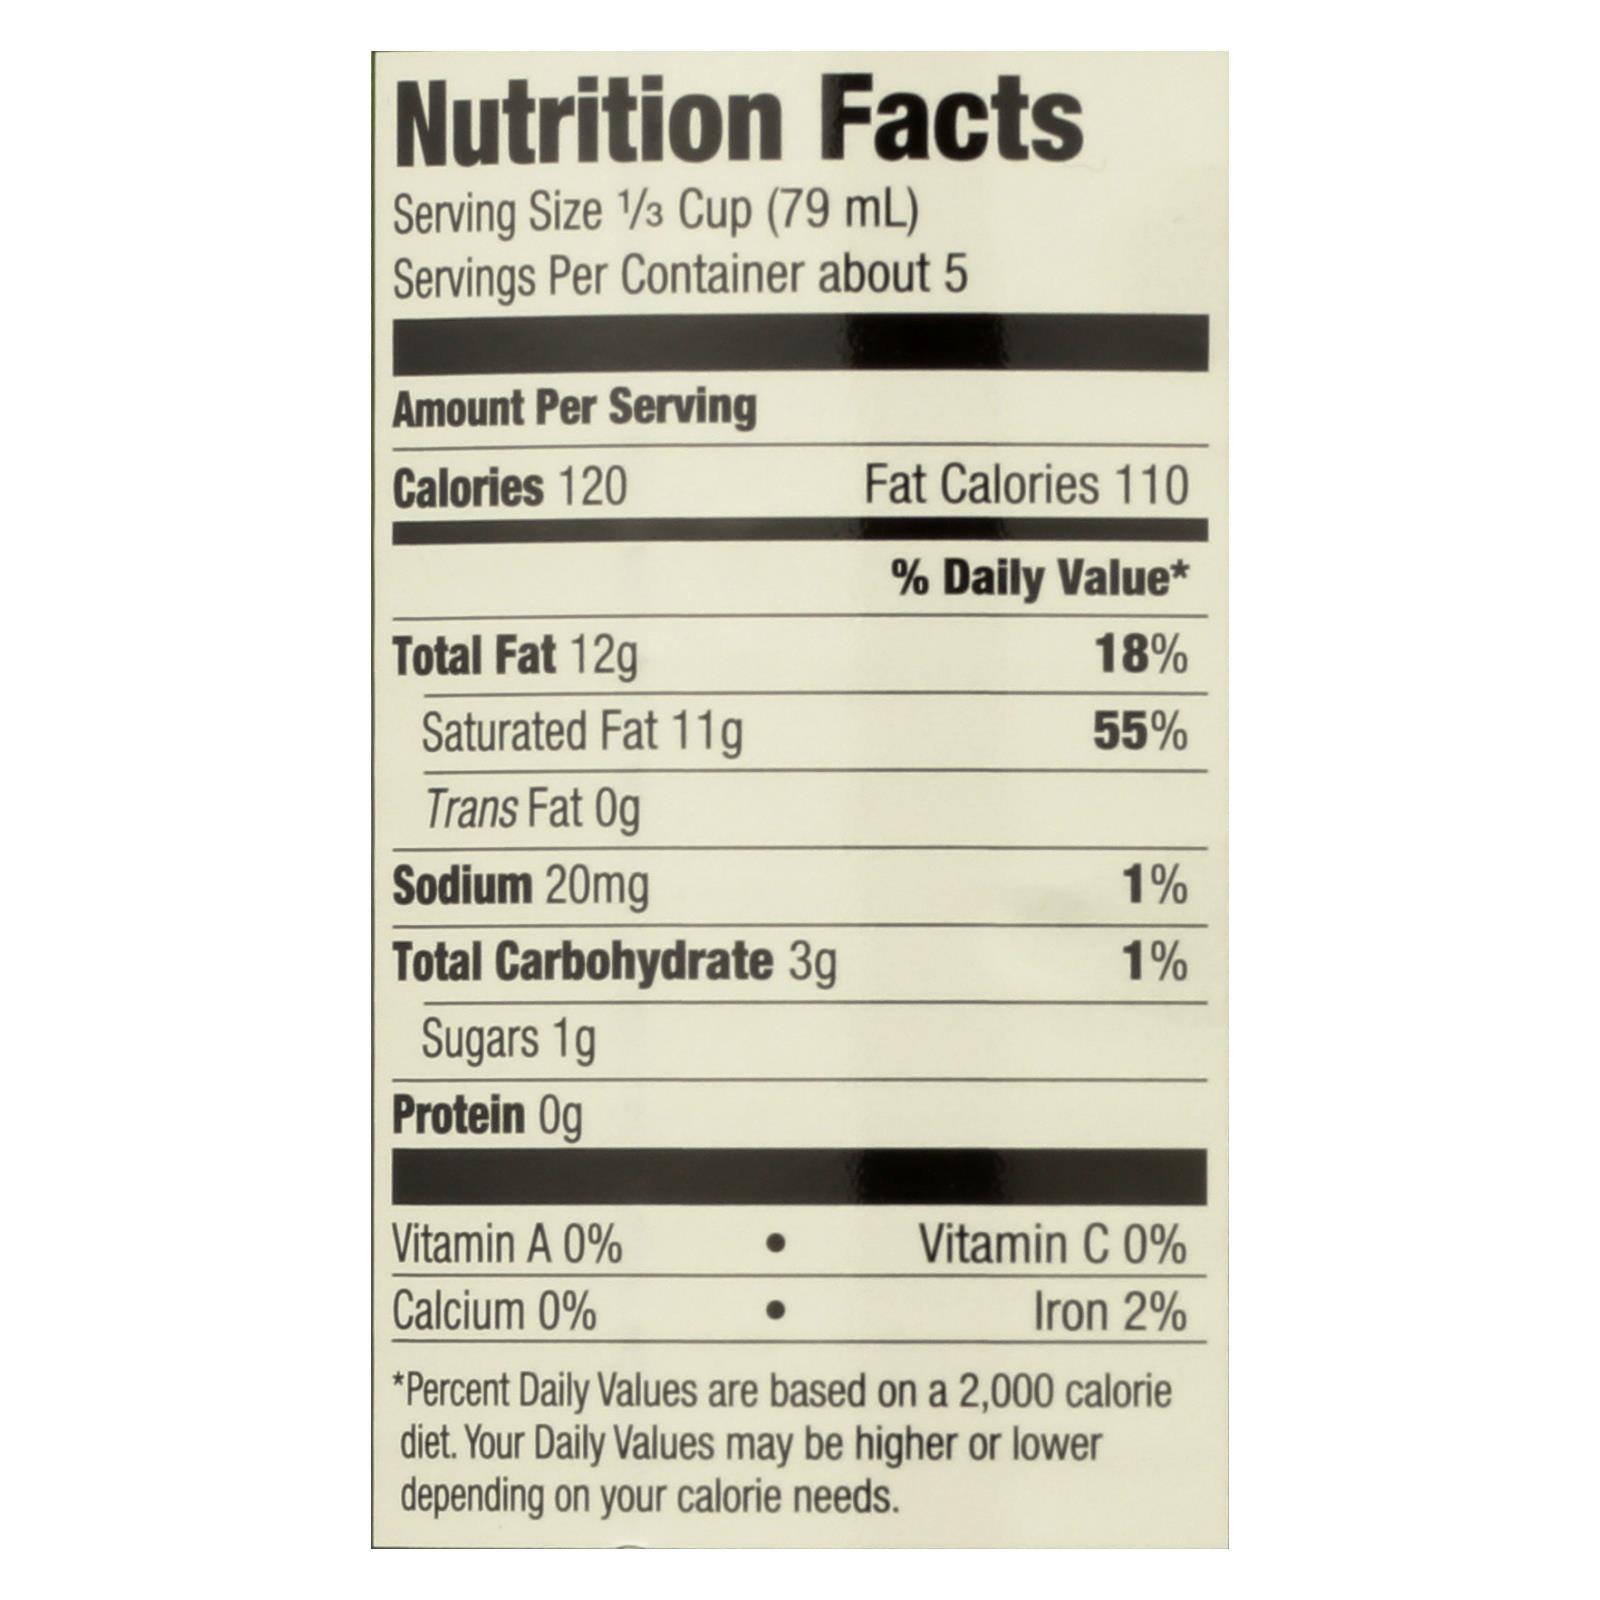 Nutrition Facts
Serving Size ⅓ Cup (79 mL)
Servings Per Container about 5
Amount Per Serving
Calories 120 Fat Calories 110
% Daily Value*
Total Fat 12g 18%
Saturated Fat 11g 55%
Trans Fat 0g
Sodium 20mg 1%
Total Carbohydrate 3g 1%
Sugars 1g
Protein 0g
Vitamin A 0% • Vitamin C 0%
Calcium 0% • Iron 2%
*Percent Daily Values are based on a 2,000 calorie
diet. Your Daily Values may be higher or lower
depending on your calorie needs.